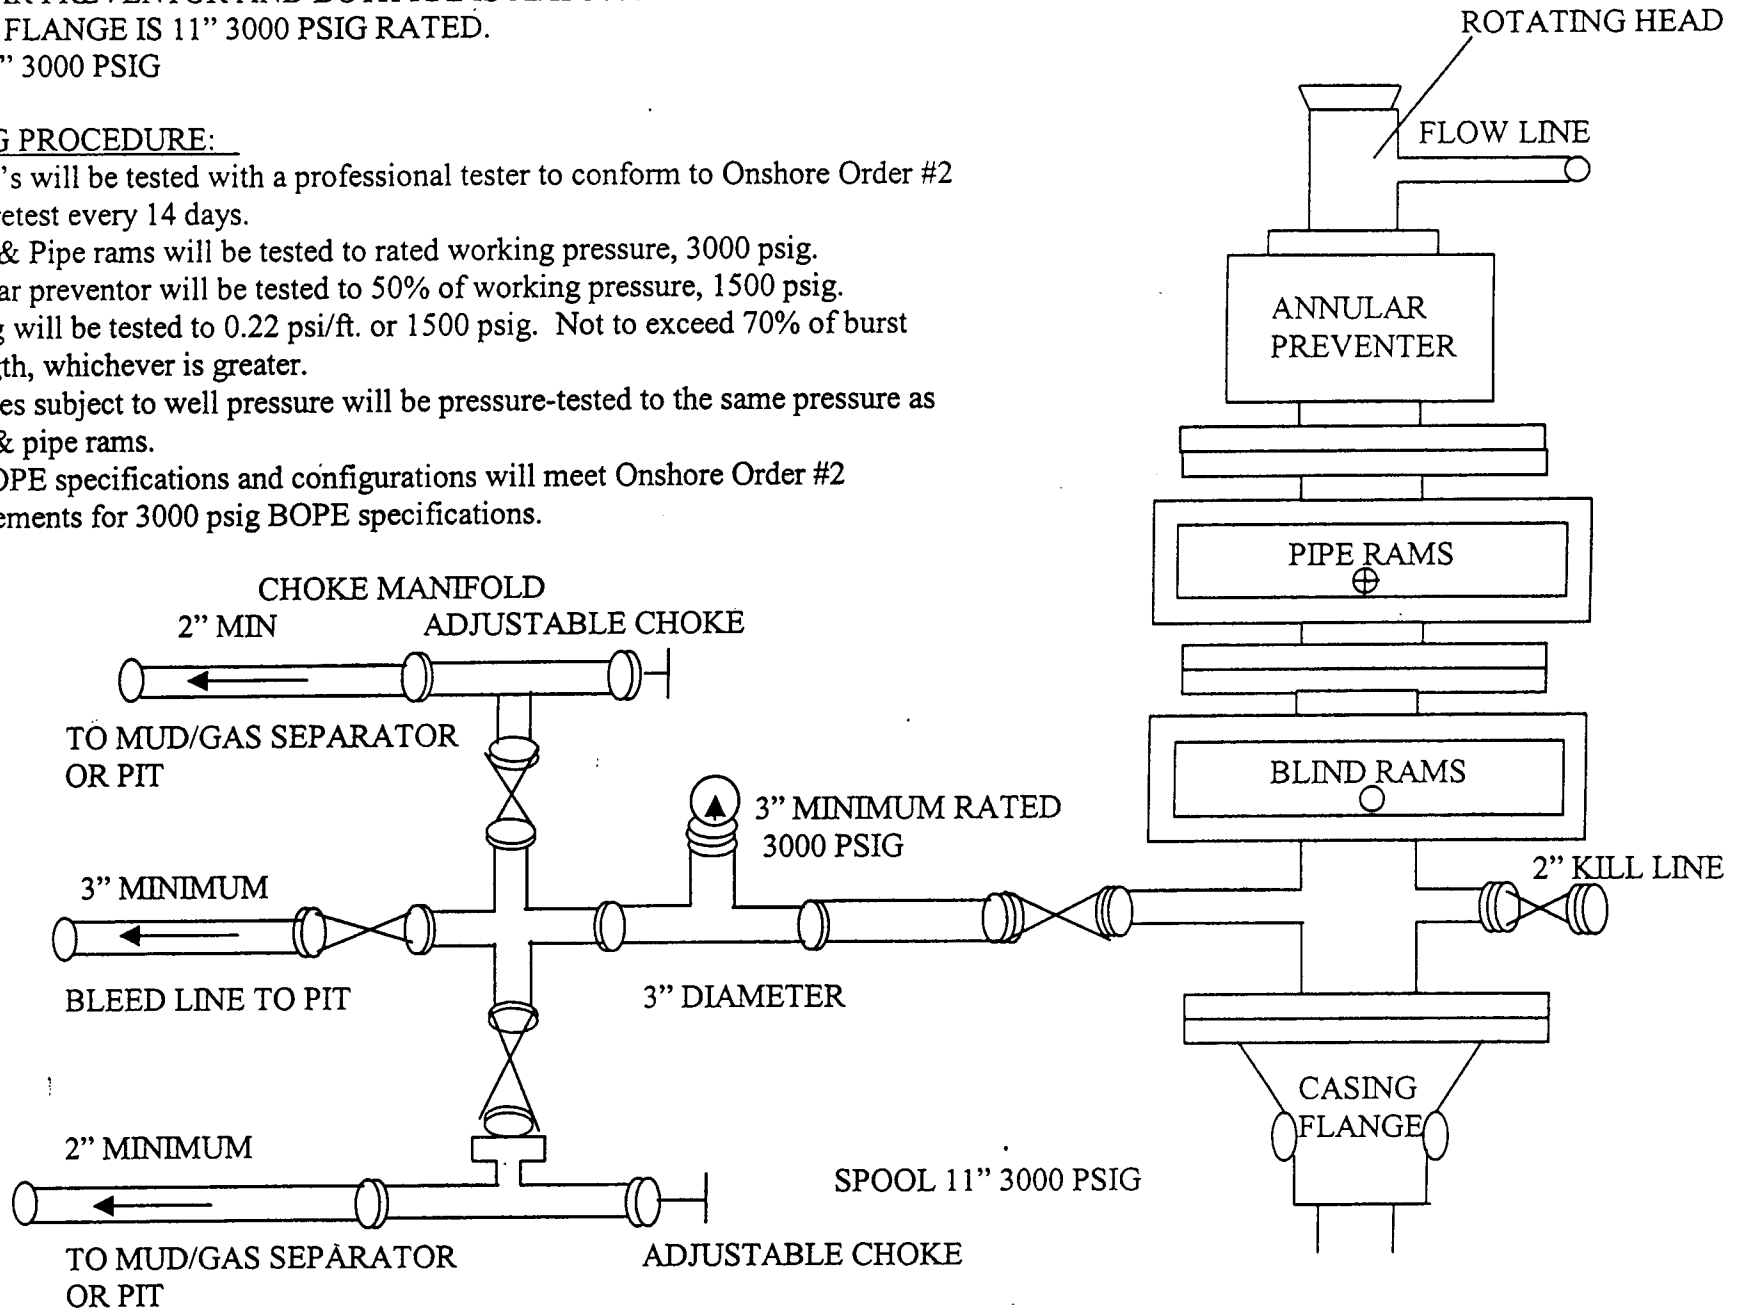 FLANGE IS 11” 3000 PSIG RATED.
” 3000 PSIG
G PROCEDURE:
’s will be tested with a professional tester to conform to Onshore Order #2
etest every 14 days.
& Pipe rams will be tested to rated working pressure, 3000 psig.
ar preventor will be tested to 50% of working pressure, 1500 psig.
g will be tested to 0.22 psi/ft. or 1500 psig. Not to exceed 70% of burst
gth, whichever is greater.
es subject to well pressure will be pressure-tested to the same pressure as
& pipe rams.
OPE specifications and configurations will meet Onshore Order #2
ements for 3000 psig BOPE specifications.
ROTATING HEAD
FLOW LINE
ANNULAR
PREVENTER
PIPE RAMS
BLIND RAMS
2” KILL LINE
CASING
FLANGE
CHOKE MANIFOLD
2” MIN
ADJUSTABLE CHOKE
TO MUD/GAS SEPARATOR
OR PIT
3” MINIMUM RATED
3000 PSIG
3” MINIMUM
BLEED LINE TO PIT
3” DIAMETER
2” MINIMUM
SPOOL 11” 3000 PSIG
TO MUD/GAS SEPARATOR
OR PIT
ADJUSTABLE CHOKE